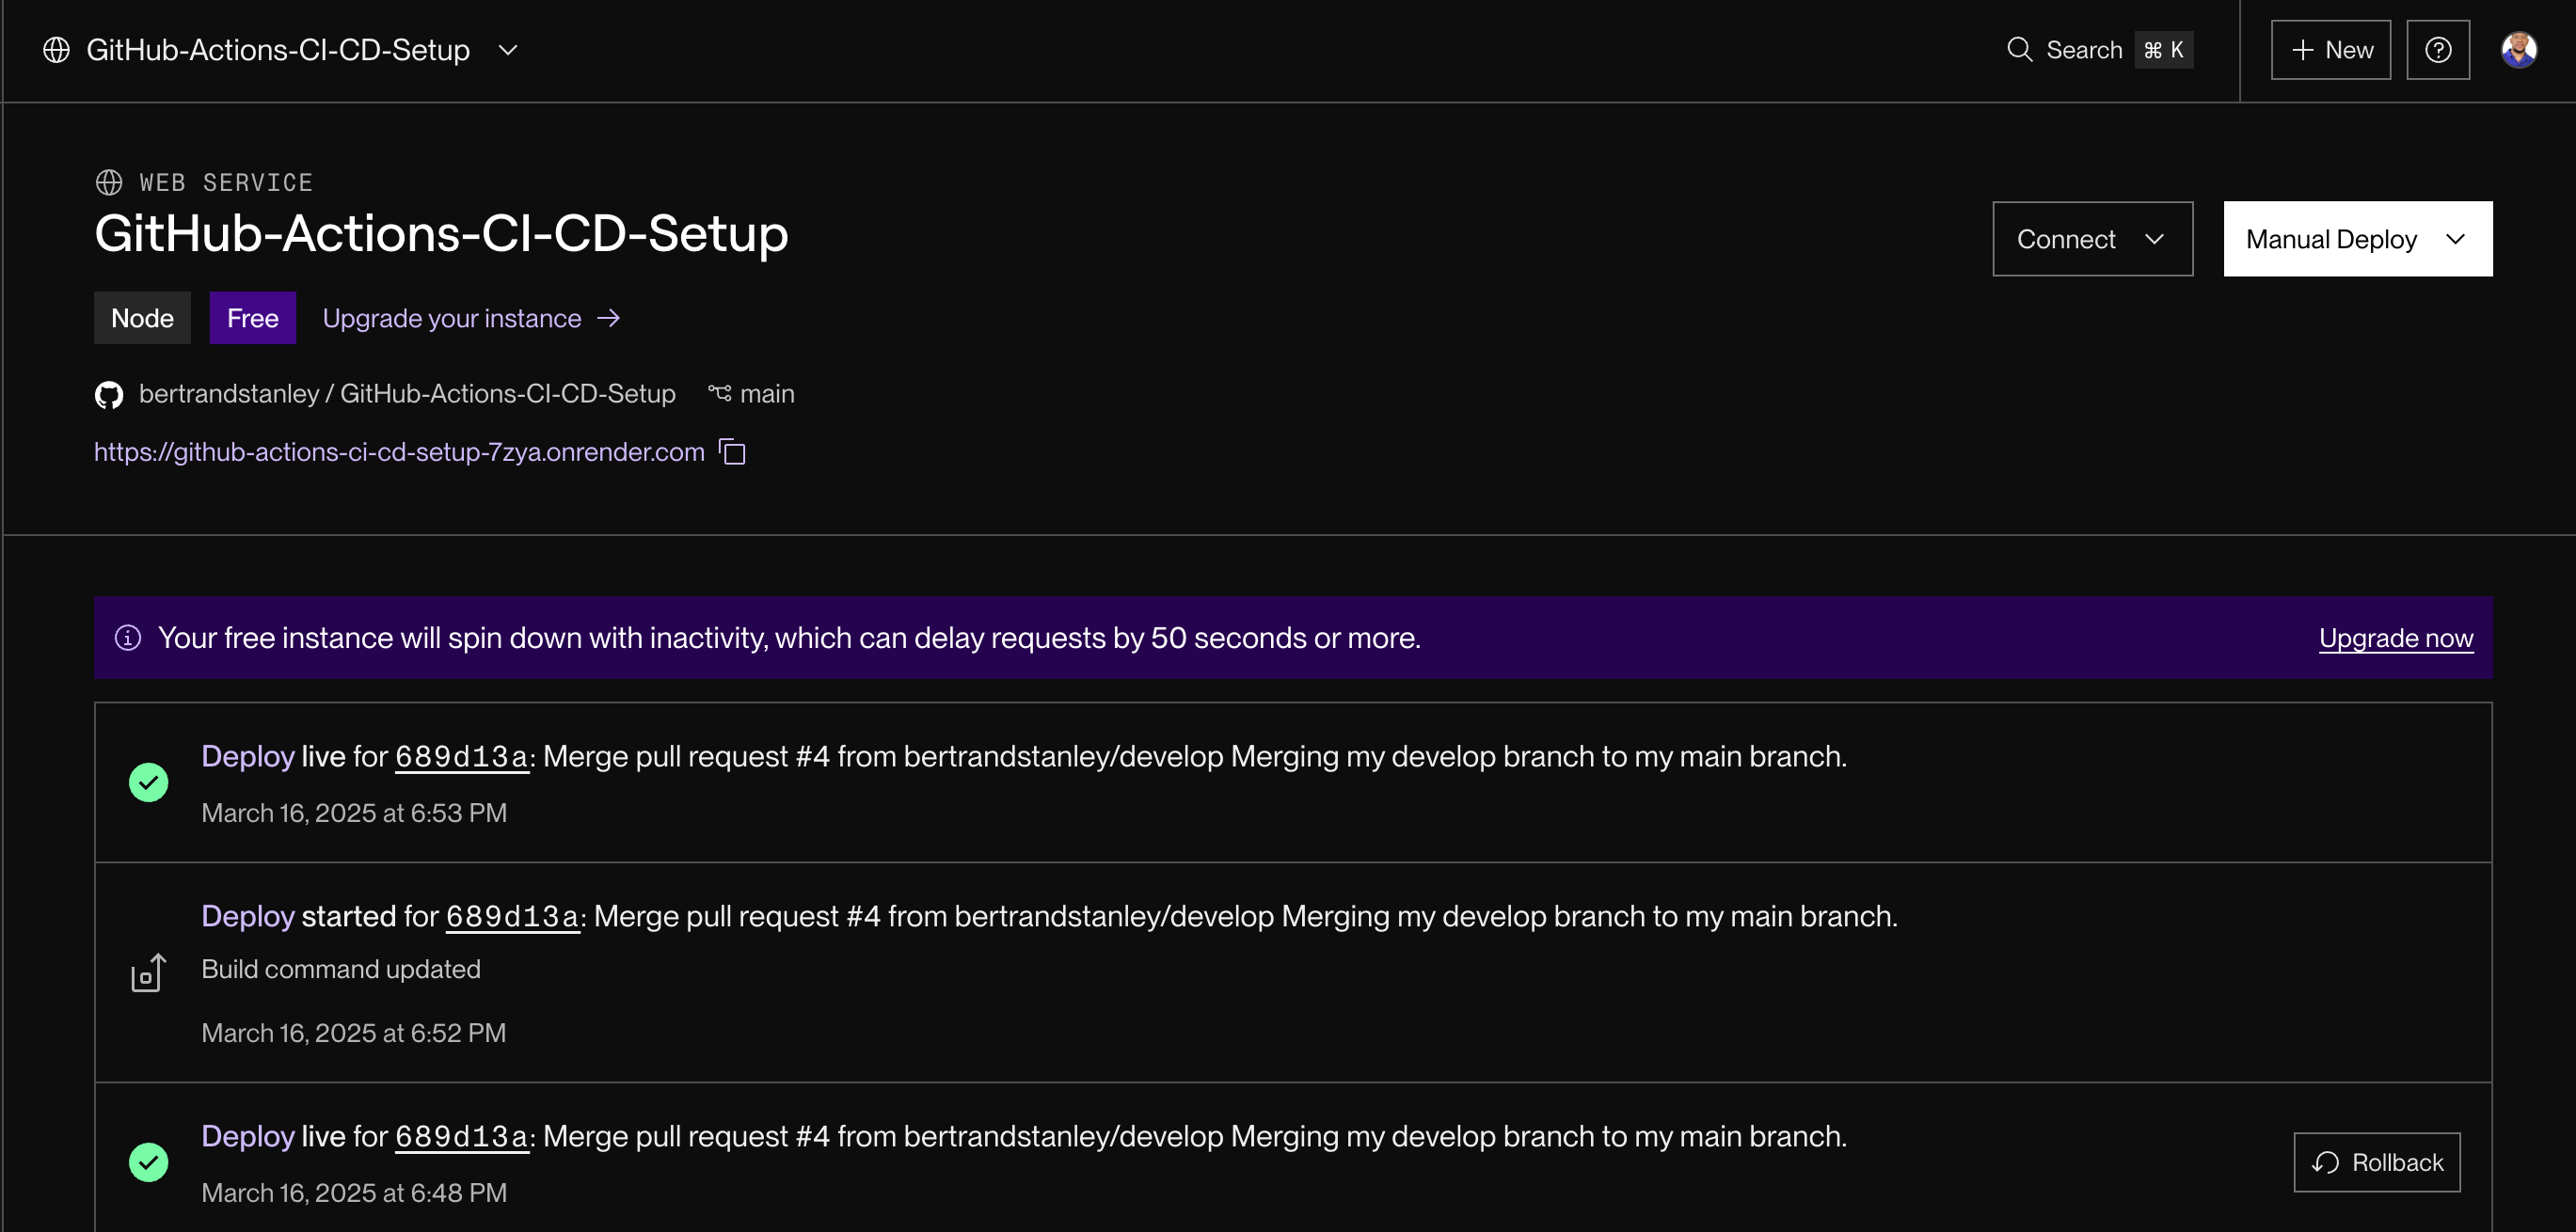 GitHub-Actions-CI-CD-Setup
Search ⌘ K
+ New
WEB SERVICE
GitHub-Actions-CI-CD-Setup
Connect
Manual Deploy
Node
Free
Upgrade your instance →
bertrandstanley / GitHub-Actions-CI-CD-Setup main
https://github-actions-ci-cd-setup-7zya.onrender.com
Your free instance will spin down with inactivity, which can delay requests by 50 seconds or more.
Upgrade now
Deploy live for 689d13a: Merge pull request #4 from bertrandstanley/develop Merging my develop branch to my main branch.
March 16, 2025 at 6:53 PM
Deploy started for 689d13a: Merge pull request #4 from bertrandstanley/develop Merging my develop branch to my main branch.
Build command updated
March 16, 2025 at 6:52 PM
Deploy live for 689d13a: Merge pull request #4 from bertrandstanley/develop Merging my develop branch to my main branch.
March 16, 2025 at 6:48 PM
Rollback